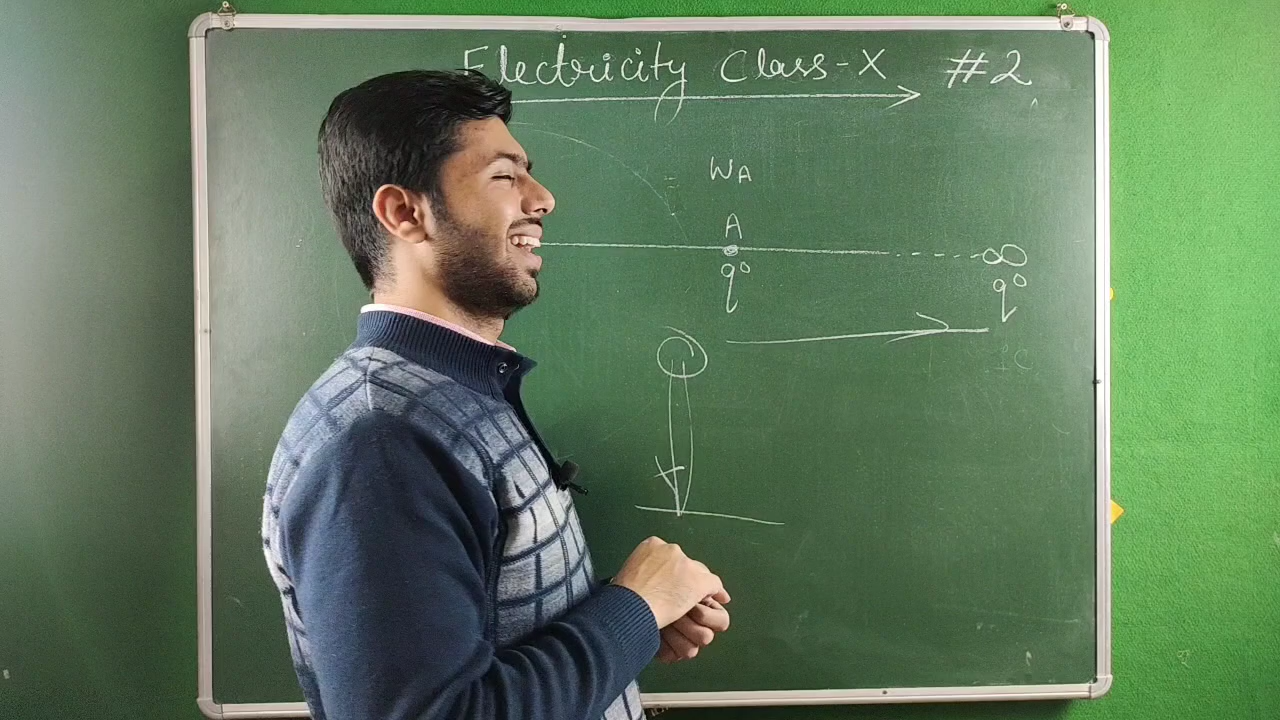 Electricity Class-X #2
WA
A
∞
q°
q°